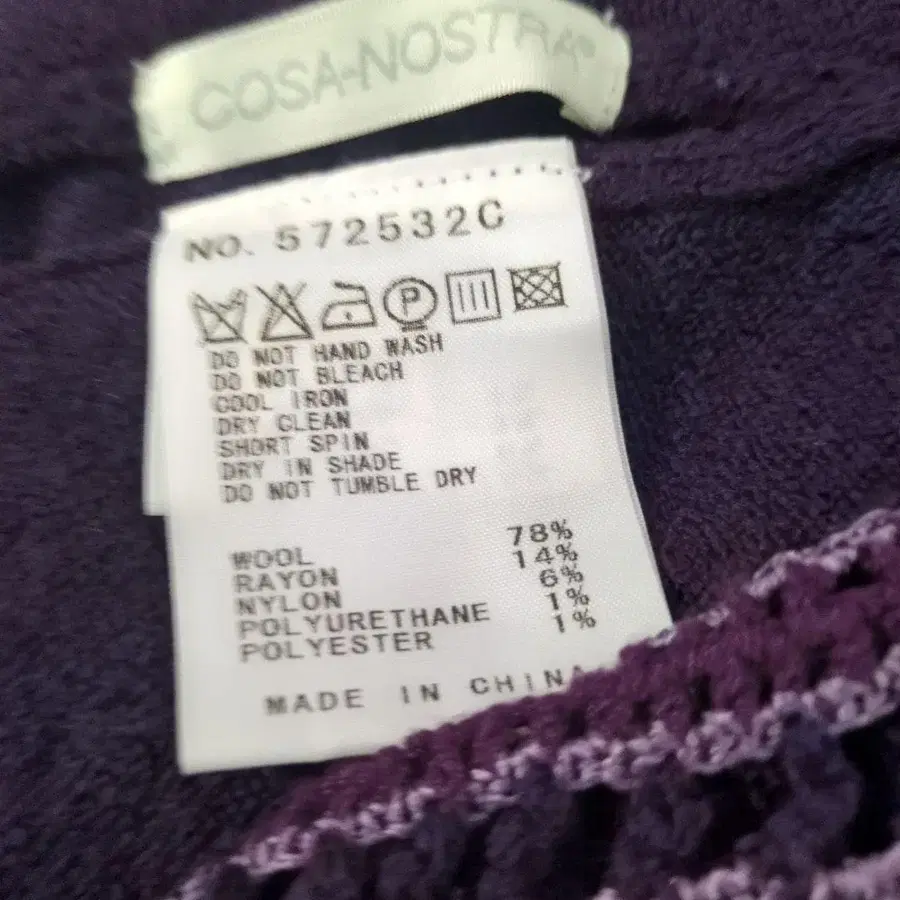 COSA-NOSTRA®
NO. 572532C
P
DO NOT HAND WASH
DO NOT BLEACH
COOL IRON
DRY CLEAN
SHORT SPIN
DRY IN SHADE
DO NOT TUMBLE DRY
WOOL 78%
RAYON 14%
NYLON 6%
POLYURETHANE 1%
POLYESTER 1%
MADE IN CHINA